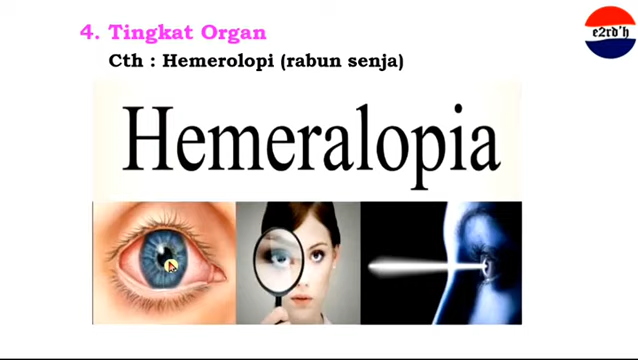 4. Tingkat Organ
e2rd'h
Cth : Hemerolopi (rabun senja)
Hemeralopia